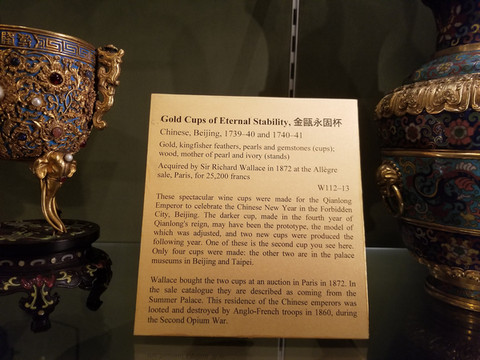 Gold Cups of Eternal Stability, 金甌永固杯
Chinese, Beijing, 1739–40 and 1740–41
Gold, kingfisher feathers, pearls and gemstones (cups);
wood, mother of pearl and ivory (stands)
Acquired by Sir Richard Wallace in 1872 at the Allègre
sale, Paris, for 25,200 francs
W112–13
These spectacular wine cups were made for the Qianlong
Emperor to celebrate the Chinese New Year in the Forbidden
City, Beijing. The darker cup, made in the fourth year of
Qianlong's reign, may have been the prototype, the model of
which was adjusted, and two new cups were produced the
following year. One of these is the second cup you see here.
Only four cups were made: the other two are in the palace
museums in Beijing and Taipei.
Wallace bought the two cups at an auction in Paris in 1872. In
the sale catalogue they are described as coming from the
Summer Palace. This residence of the Chinese emperors was
looted and destroyed by Anglo-French troops in 1860, during
the Second Opium War.